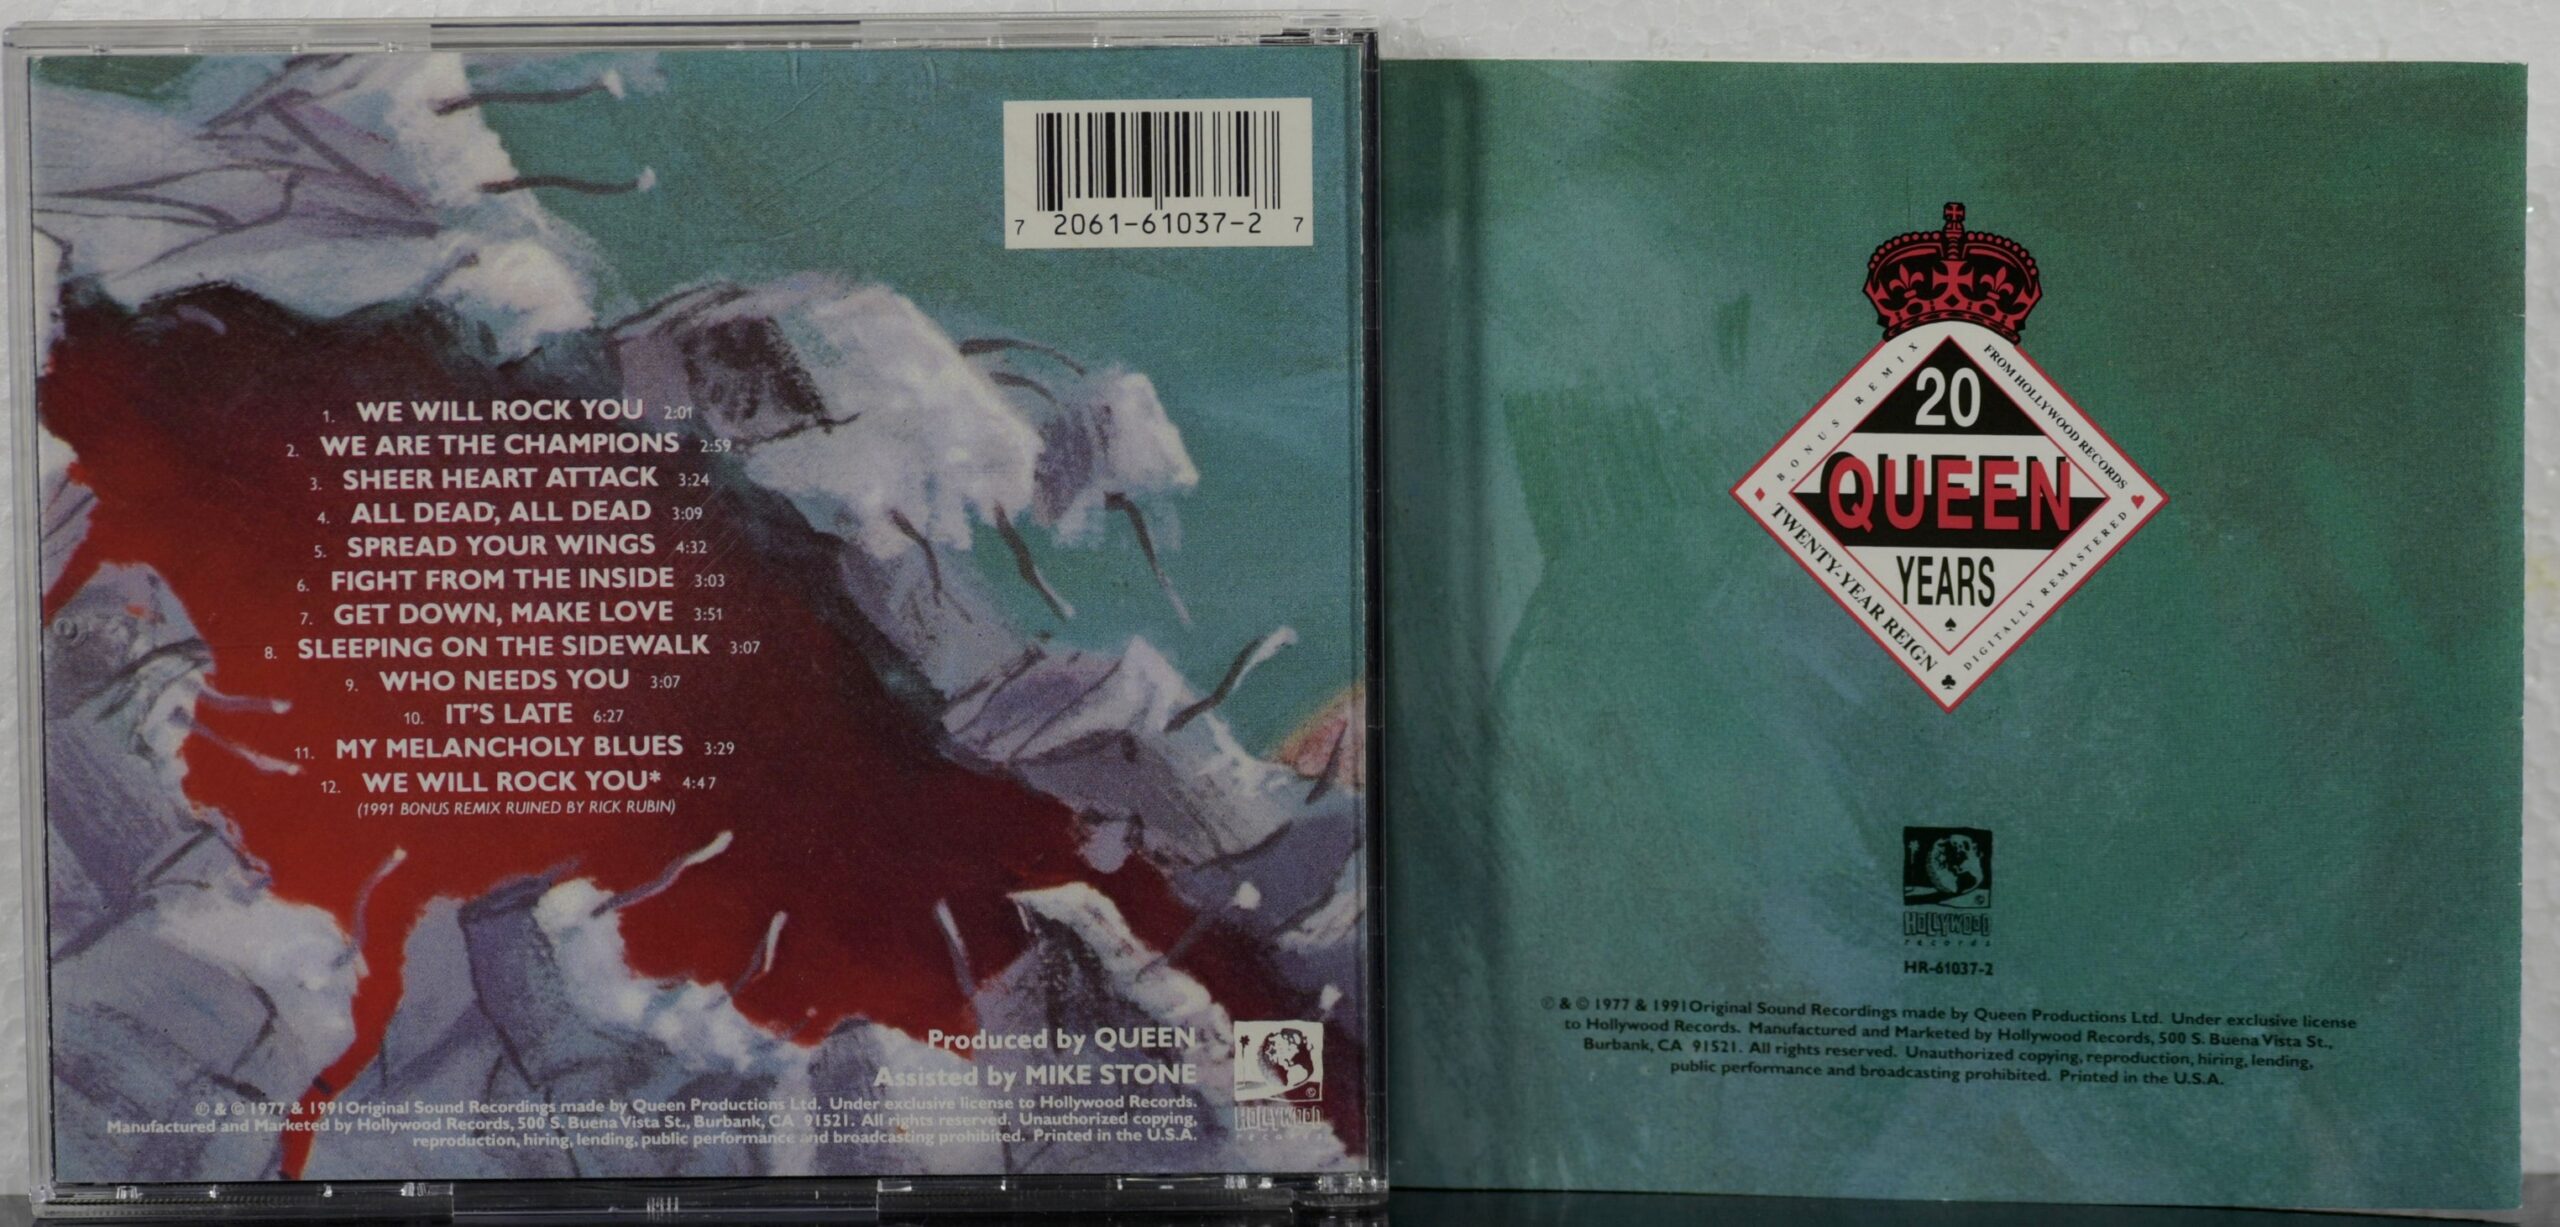 7 2061-61037-2 7
1. WE WILL ROCK YOU 2:01
2. WE ARE THE CHAMPIONS 2:59
3. SHEER HEART ATTACK 3:24
4. ALL DEAD, ALL DEAD 3:09
5. SPREAD YOUR WINGS 4:32
6. FIGHT FROM THE INSIDE 3:03
7. GET DOWN, MAKE LOVE 3:51
8. SLEEPING ON THE SIDEWALK 3:07
9. WHO NEEDS YOU 3:07
10. IT'S LATE 6:27
11. MY MELANCHOLY BLUES 3:29
12. WE WILL ROCK YOU* 4:47
(1991 BONUS REMIX RUINED BY RICK RUBIN)
Produced by QUEEN
Assisted by MIKE STONE
℗ & © 1977 & 1991 Original Sound Recordings made by Queen Productions Ltd. Under exclusive license to Hollywood Records.
Manufactured and Marketed by Hollywood Records, 500 S. Buena Vista St., Burbank, CA 91521. All rights reserved. Unauthorized copying,
reproduction, hiring, lending, public performance and broadcasting prohibited. Printed in the U.S.A.
HOLLYWOOD
records
BONUS REMIX
FROM HOLLYWOOD RECORDS
20
QUEEN
YEARS
TWENTY-YEAR REIGN
DIGITALLY REMASTERED
HOLLYWOOD
records
HR-61037-2
℗ & © 1977 & 1991 Original Sound Recordings made by Queen Productions Ltd. Under exclusive license
to Hollywood Records. Manufactured and Marketed by Hollywood Records, 500 S. Buena Vista St.,
Burbank, CA 91521. All rights reserved. Unauthorized copying, reproduction, hiring, lending,
public performance and broadcasting prohibited. Printed in the U.S.A.